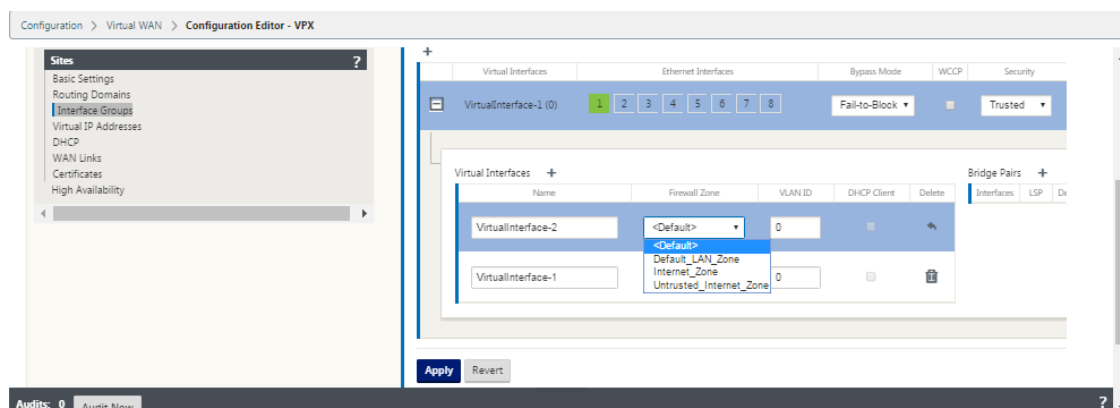 Configuration > Virtual WAN > Configuration Editor - VPX
Sites ?
Basic Settings
Routing Domains
Interface Groups
Virtual IP Addresses
DHCP
WAN Links
Certificates
High Availability
+
Virtual Interfaces Ethernet Interfaces Bypass Mode WCCP Security
VirtualInterface-1 (0) 1 2 3 4 5 6 7 8 Fail-to-Block Trusted
Virtual Interfaces + Bridge Pairs +
Name Firewall Zone VLAN ID DHCP Client Delete Interfaces LSP De
VirtualInterface-2 <Default> 0
<Default>
Default_LAN_Zone
Internet_Zone
Untrusted_Internet_Zone
VirtualInterface-1 0
Apply Revert
Audits: 0 Audit Now ?